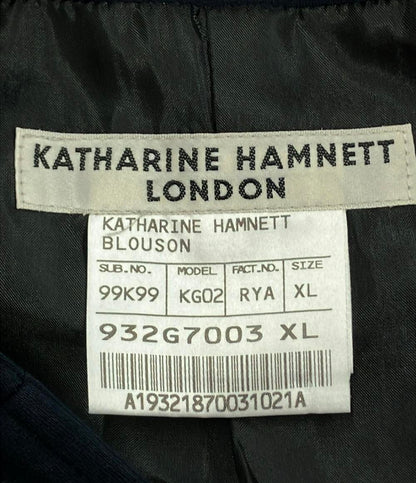 KATHARINE HAMNETT
LONDON
KATHARINE HAMNETT
BLOUSON
SUB.NO. MODEL FACT.NO. SIZE
99K99 KG02 RYA XL
932G7003 XL
A19321870031021A